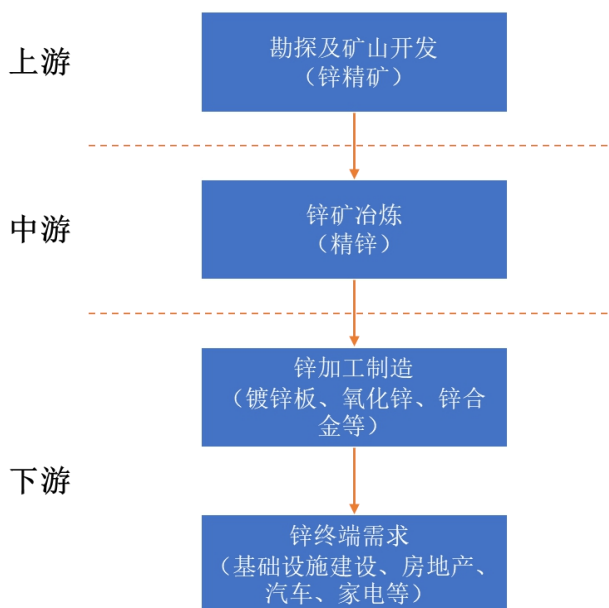 上游
勘探及矿山开发
（锌精矿）
中游
锌矿冶炼
（精锌）
锌加工制造
（镀锌板、氧化锌、锌合
金等）
下游
锌终端需求
（基础设施建设、房地产、
汽车、家电等）